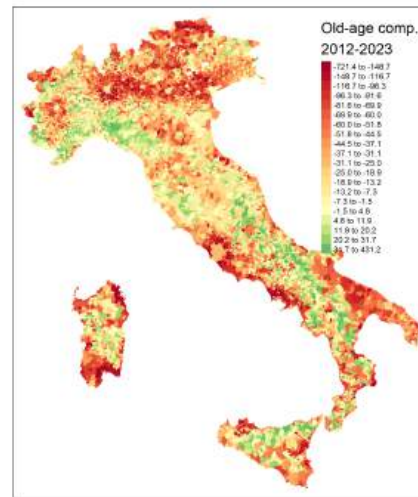 Old-age comp.
2012-2023
-721.4 to -148.7
-148.7 to -116.7
-116.7 to -96.3
-96.3 to -81.6
-81.6 to -69.9
-69.9 to -60.0
-60.0 to -51.8
-51.8 to -44.5
-44.5 to -37.1
-37.1 to -31.1
-31.1 to -25.0
-25.0 to -18.9
-18.9 to -13.2
-13.2 to -7.3
-7.3 to -1.5
-1.5 to 4.8
4.8 to 11.9
11.9 to 20.2
20.2 to 31.7
31.7 to 431.2